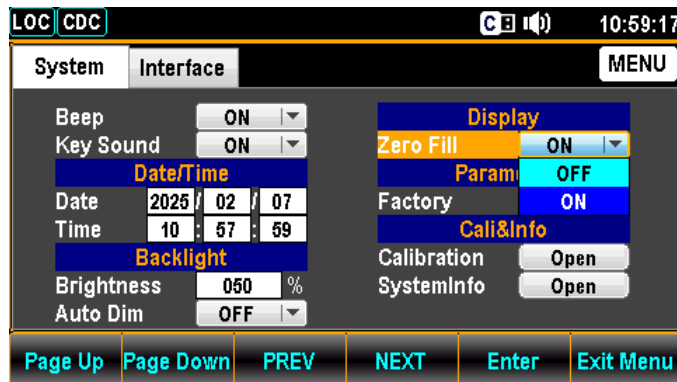 LOC CDC C 10:59:17
System Interface MENU
Beep ON
Key Sound ON
Date/Time
Date 2025 / 02 / 07
Time 10 : 57 : 59
Backlight
Brightness 050 %
Auto Dim OFF
Display
Zero Fill ON
OFF
ON
Factory
Cali&Info
Calibration Open
SystemInfo Open
Page Up Page Down PREV NEXT Enter Exit Menu